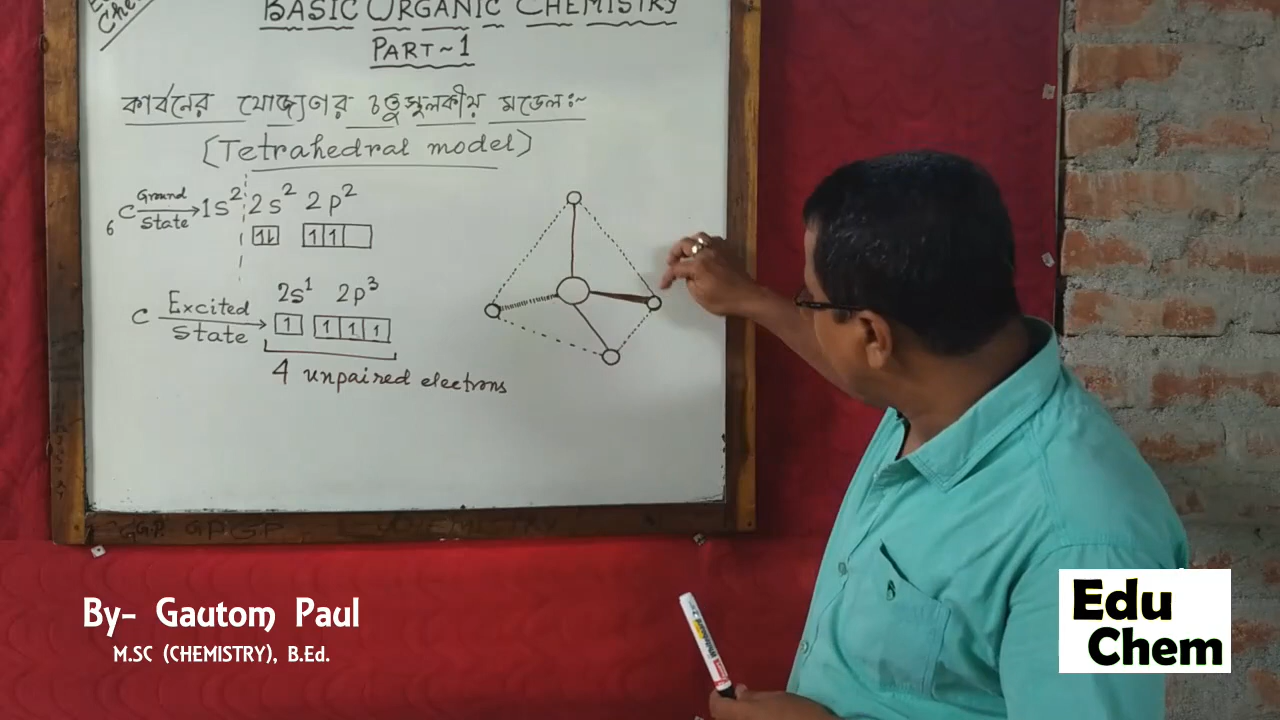 BASIC ORGANIC CHEMISTRY
PART~1
কার্বনের যোজ্যতার চতুস্তলকীয় মডেলঃ~
(Tetrahedral model)
₆C Ground State → 1s² 2s² 2p²
1⇂ 1 1
C Excited State → 2s¹ 2p³
1 1 1 1
4 unpaired electrons
By- Gautom Paul
M.SC (CHEMISTRY), B.Ed.
Edu
Chem